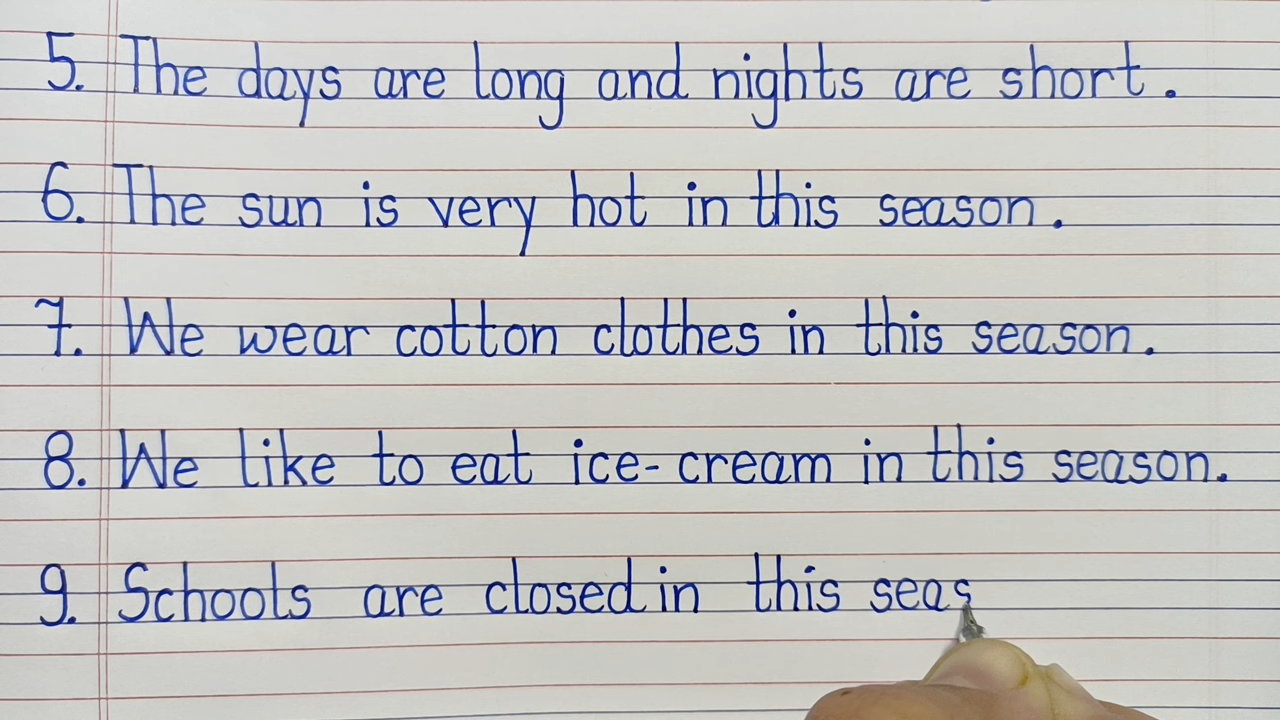 5. The days are long and nights are short.
6. The sun is very hot in this season.
7. We wear cotton clothes in this season.
8. We like to eat ice-cream in this season.
9. Schools are closed in this seas